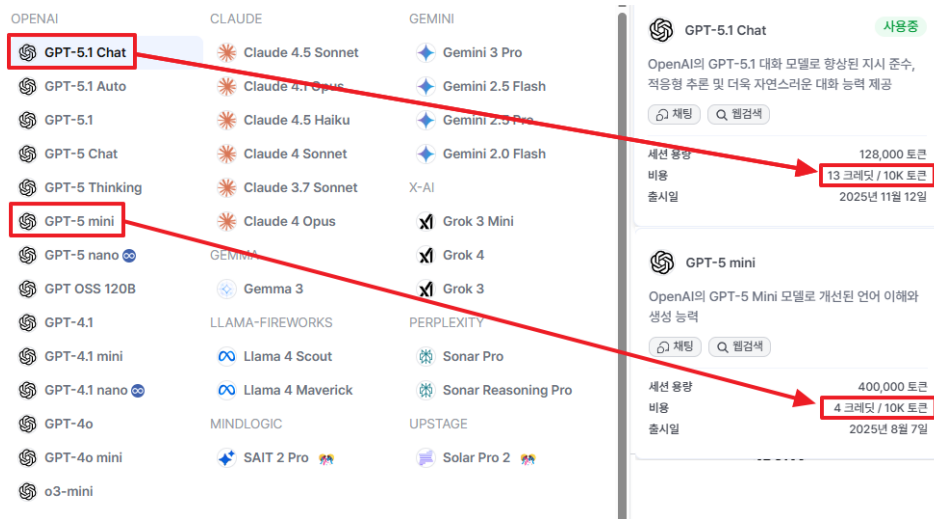 OPENAI
GPT-5.1 Chat
GPT-5.1 Auto
GPT-5.1
GPT-5 Chat
GPT-5 Thinking
GPT-5 mini
GPT-5 nano
GPT OSS 120B
GPT-4.1
GPT-4.1 mini
GPT-4.1 nano
GPT-4o
GPT-4o mini
o3-mini
CLAUDE
Claude 4.5 Sonnet
Claude 4.1 Opus
Claude 4.5 Haiku
Claude 4 Sonnet
Claude 3.7 Sonnet
Claude 4 Opus
GEMMA
Gemma 3
LLAMA-FIREWORKS
Llama 4 Scout
Llama 4 Maverick
MINDLOGIC
SAIT 2 Pro
GEMINI
Gemini 3 Pro
Gemini 2.5 Flash
Gemini 2.5 Pro
Gemini 2.0 Flash
X-AI
Grok 3 Mini
Grok 4
Grok 3
PERPLEXITY
Sonar Pro
Sonar Reasoning Pro
UPSTAGE
Solar Pro 2
GPT-5.1 Chat 사용중
OpenAI의 GPT-5.1 대화 모델로 향상된 지시 준수,
적응형 추론 및 더욱 자연스러운 대화 능력 제공
채팅 웹검색
세션 용량 128,000 토큰
비용 13 크레딧 / 10K 토큰
출시일 2025년 11월 12일
GPT-5 mini
OpenAI의 GPT-5 Mini 모델로 개선된 언어 이해와
생성 능력
채팅 웹검색
세션 용량 400,000 토큰
비용 4 크레딧 / 10K 토큰
출시일 2025년 8월 7일